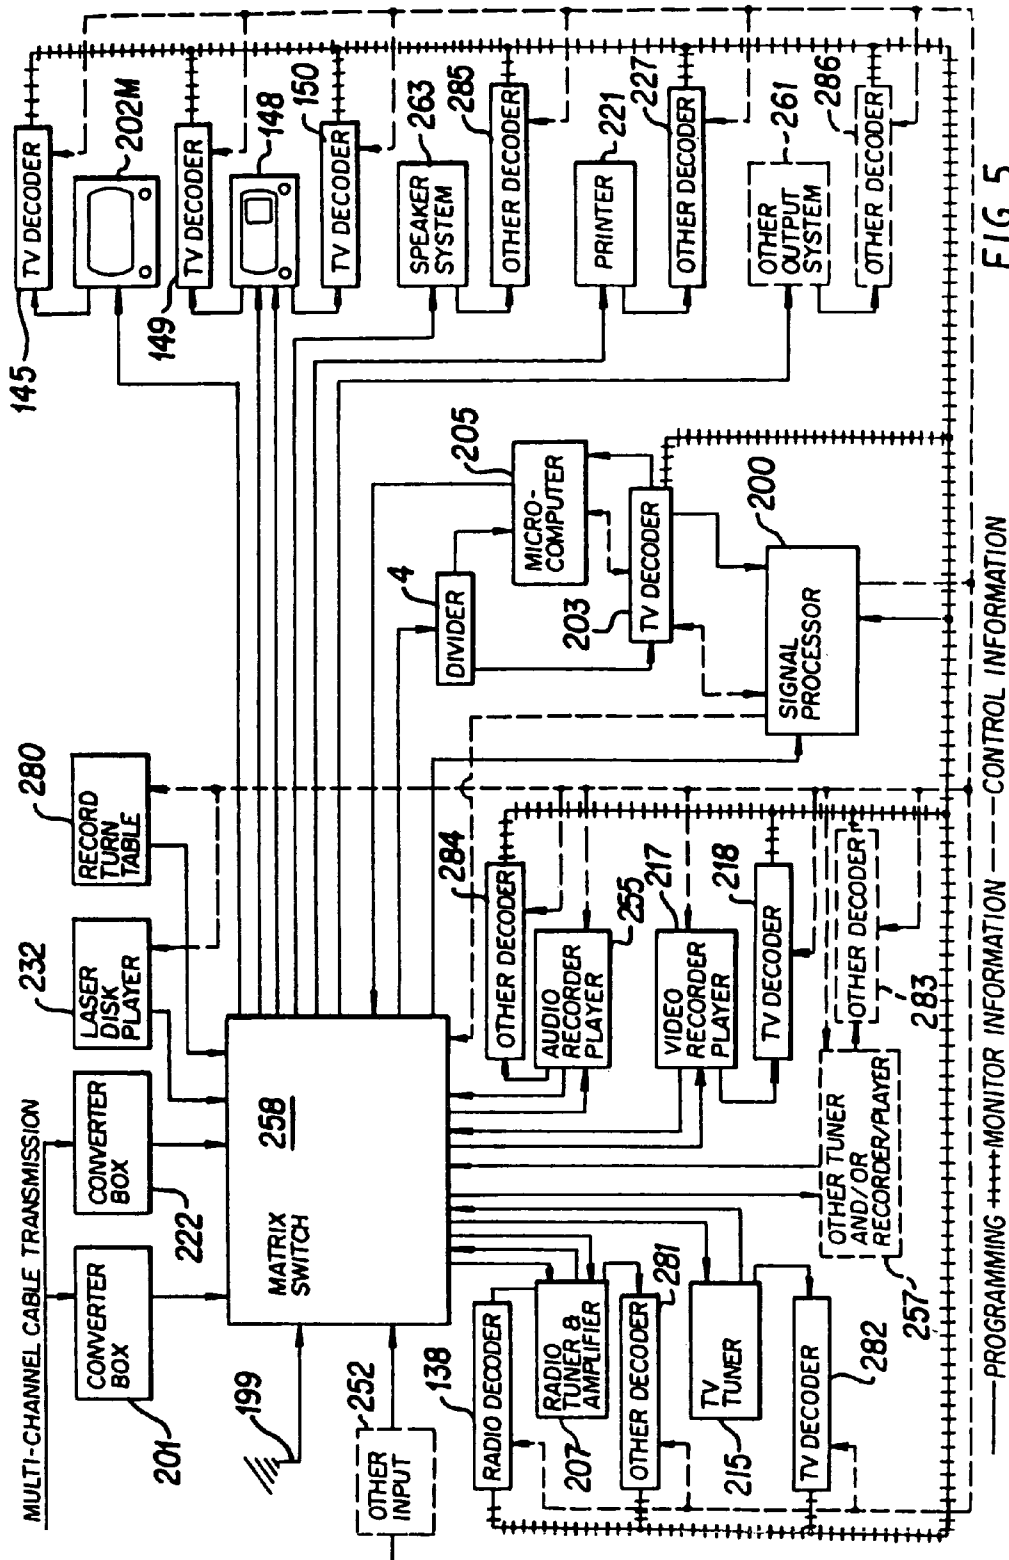 MULTI-CHANNEL CABLE TRANSMISSION
CONVERTER
BOX
201
CONVERTER
BOX
222
LASER
DISK
PLAYER
232
RECORD
TURN
TABLE
280
199
OTHER
INPUT
252
MATRIX
SWITCH
258
RADIO DECODER
138
RADIO
TUNER &
AMPLIFIER
207
OTHER DECODER
281
TV
TUNER
215
TV DECODER
282
OTHER TUNER
AND/OR
RECORDER/PLAYER
257
OTHER DECODER
283
OTHER DECODER
284
AUDIO
RECORDER
PLAYER
255
VIDEO
RECORDER
PLAYER
217
TV DECODER
218
DIVIDER
4
MICRO-
COMPUTER
205
TV DECODER
203
SIGNAL
PROCESSOR
200
TV DECODER
145
202M
TV DECODER
149
148
TV DECODER
150
SPEAKER
SYSTEM
263
OTHER DECODER
285
PRINTER
221
OTHER DECODER
227
OTHER
OUTPUT
SYSTEM
261
OTHER DECODER
286
FIG. 5
PROGRAMMING MONITOR INFORMATION CONTROL INFORMATION